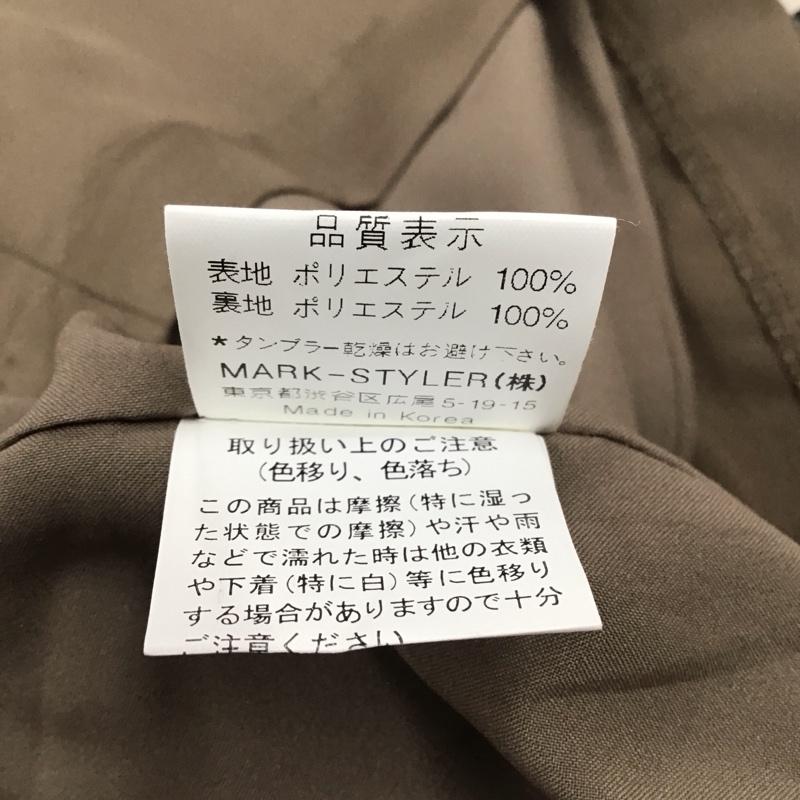 品質表示
表地 ポリエステル 100%
裏地 ポリエステル 100%
*タンブラー乾燥はお避け下さい。
MARK-STYLER(株)
東京都渋谷区広尾5-19-15
Made in Korea
取り扱い上のご注意
(色移り、色落ち)
この商品は摩擦(特に湿っ
た状態での摩擦)や汗や雨
などで濡れた時は他の衣類
や下着(特に白)等に色移り
する場合がありますので十分
ご注意ください